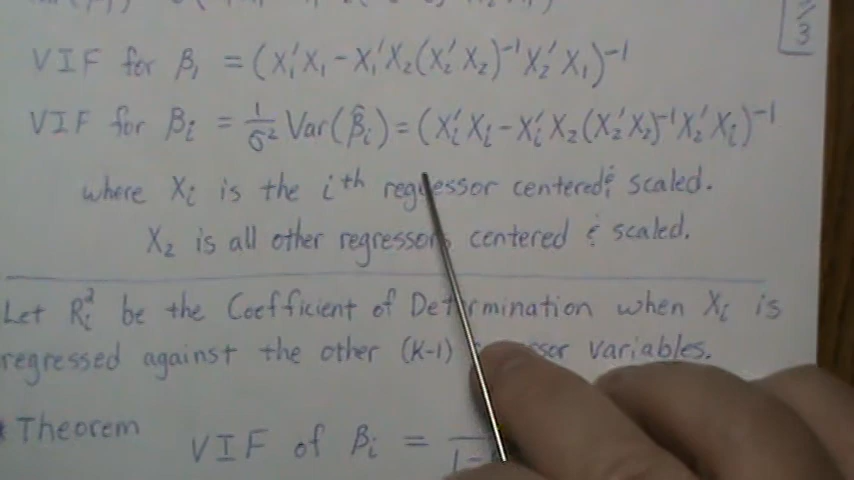 3
VIF for β₁ = (X₁'X₁ - X₁'X₂(X₂'X₂)⁻¹X₂'X₁)⁻¹
VIF for βi = 1/σ² Var(β̂i) = (Xi'Xi - Xi'X₂(X₂'X₂)⁻¹X₂'Xi)⁻¹
where Xi is the iᵗʰ regressor centered & scaled.
X₂ is all other regressors centered & scaled.
Let Ri² be the Coefficient of Determination when Xi is
regressed against the other (K-1) variables.
* Theorem
VIF of βi =